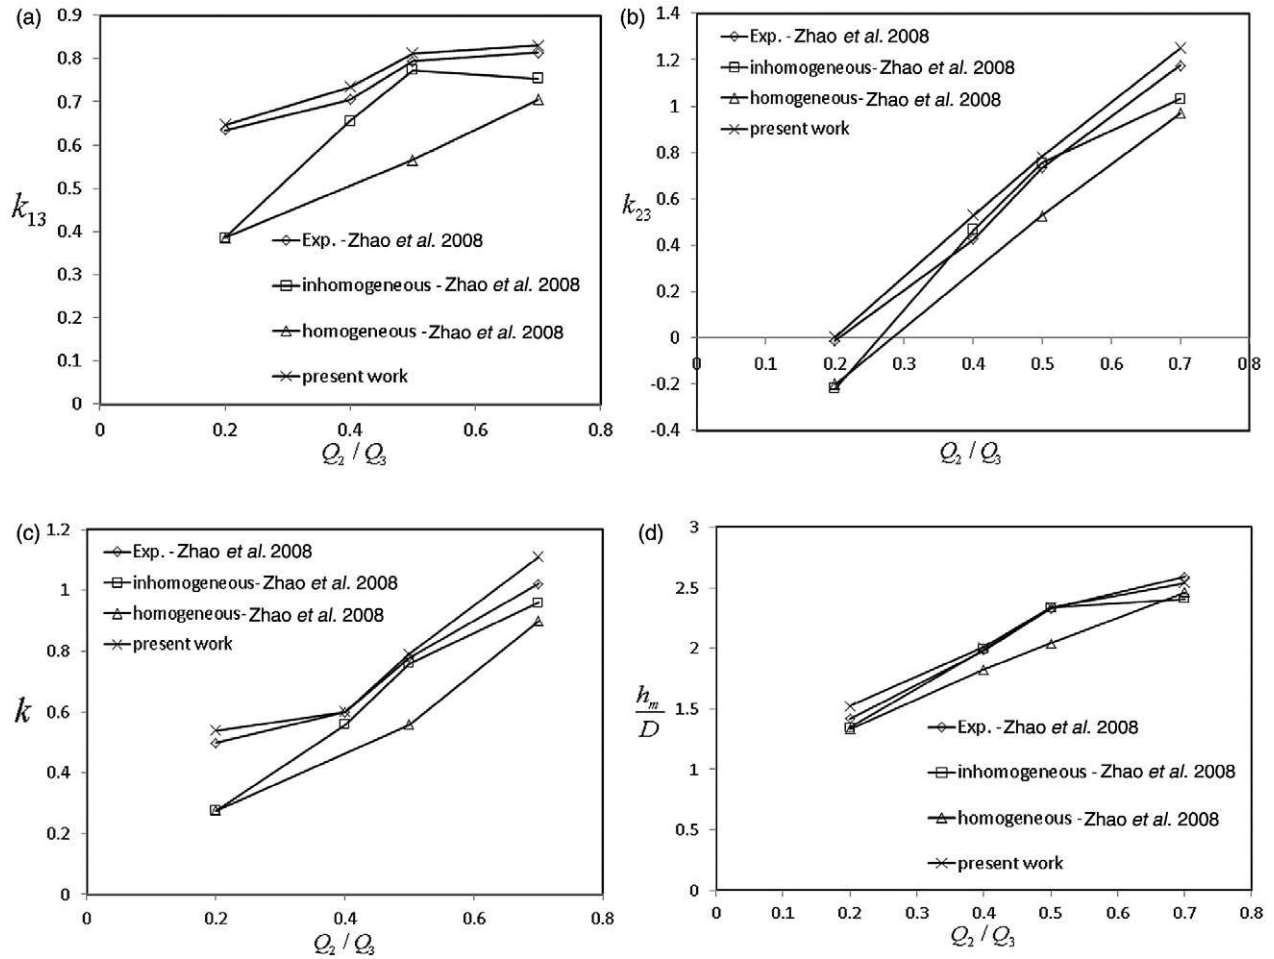 (a)
0.9
0.8
0.7
0.6
0.5
0.4
0.3
0.2
0.1
0
k13
Exp. - Zhao et al. 2008
inhomogeneous - Zhao et al. 2008
homogeneous - Zhao et al. 2008
present work
0 0.2 0.4 0.6 0.8
Q2 / Q3
(b)
1.4
1.2
1
0.8
0.6
0.4
0.2
0
-0.2
-0.4
k23
Exp. - Zhao et al. 2008
inhomogeneous- Zhao et al. 2008
homogeneous- Zhao et al. 2008
present work
0 0.1 0.2 0.3 0.4 0.5 0.6 0.7 0.8
Q2 / Q3
(c)
1.2
1
0.8
0.6
0.4
0.2
0
k
Exp. - Zhao et al. 2008
inhomogeneous- Zhao et al. 2008
homogeneous- Zhao et al. 2008
present work
0 0.2 0.4 0.6 0.8
Q2 / Q3
(d)
3
2.5
2
1.5
1
0.5
0
hm
D
Exp. - Zhao et al. 2008
inhomogeneous - Zhao et al. 2008
homogeneous - Zhao et al. 2008
present work
0 0.1 0.2 0.3 0.4 0.5 0.6 0.7 0.8
Q2 / Q3